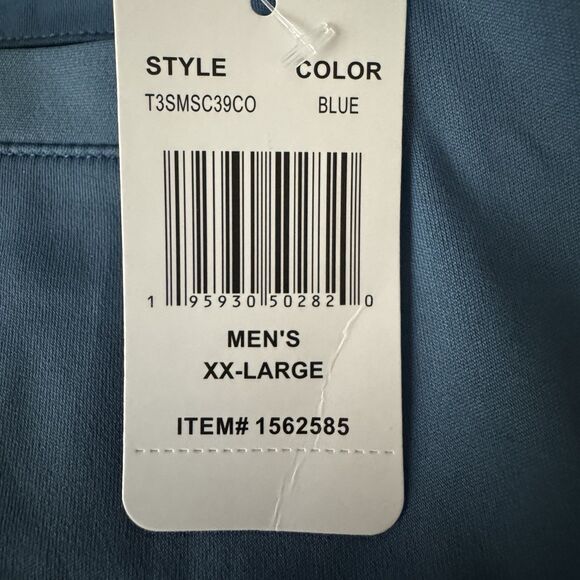 STYLE COLOR
T3SMSC39CO BLUE
1 95930 50282 0
MEN'S
XX-LARGE
ITEM# 1562585